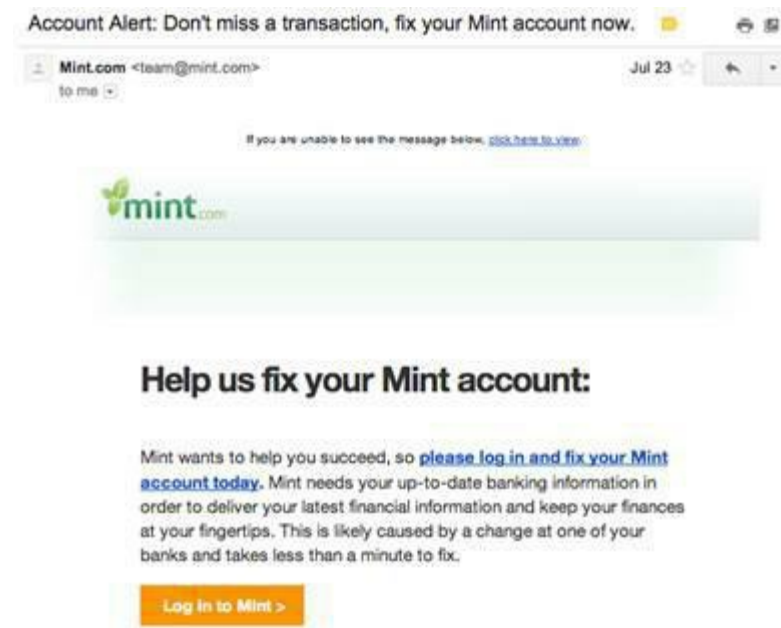 Account Alert: Don't miss a transaction, fix your Mint account now.
Mint.com <team@mint.com>
Jul 23
to me
If you are unable to see the message below, click here to view.
mint.com
Help us fix your Mint account:
Mint wants to help you succeed, so please log in and fix your Mint
account today. Mint needs your up-to-date banking information in
order to deliver your latest financial information and keep your finances
at your fingertips. This is likely caused by a change at one of your
banks and takes less than a minute to fix.
Log in to Mint >